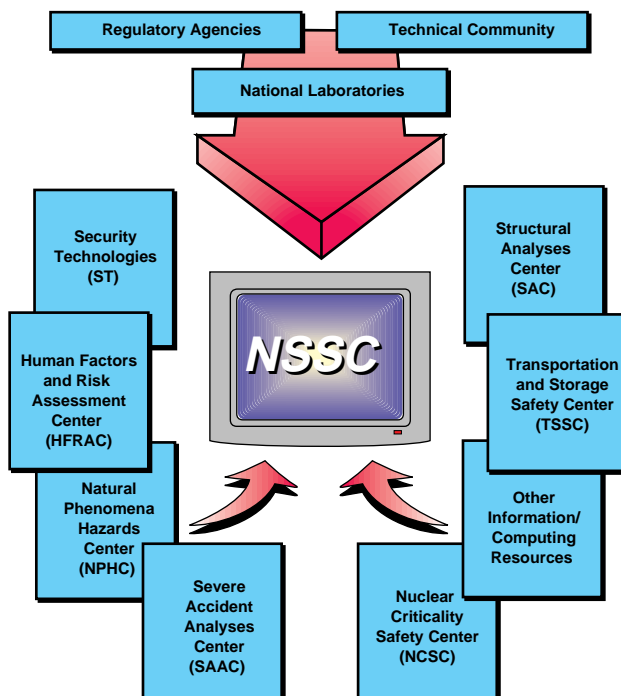 Regulatory Agencies
Technical Community
National Laboratories
Security
Technologies
(ST)
Human Factors
and Risk
Assessment
Center
(HFRAC)
Natural
Phenomena
Hazards
Center
(NPHC)
Severe
Accident
Analyses
Center
(SAAC)
NSSC
Structural
Analyses
Center
(SAC)
Transportation
and Storage
Safety Center
(TSSC)
Other
Information/
Computing
Resources
Nuclear
Criticality
Safety Center
(NCSC)